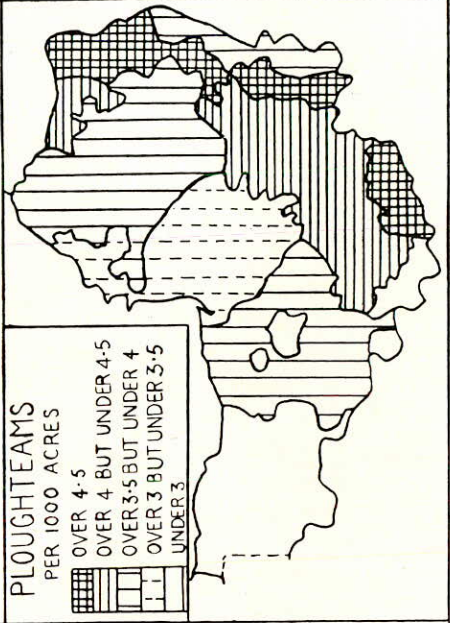 PLOUGHTEAMS
PER 1000 ACRES
OVER 4·5
OVER 4 BUT UNDER 4·5
OVER 3·5 BUT UNDER 4
OVER 3 BUT UNDER 3·5
UNDER 3